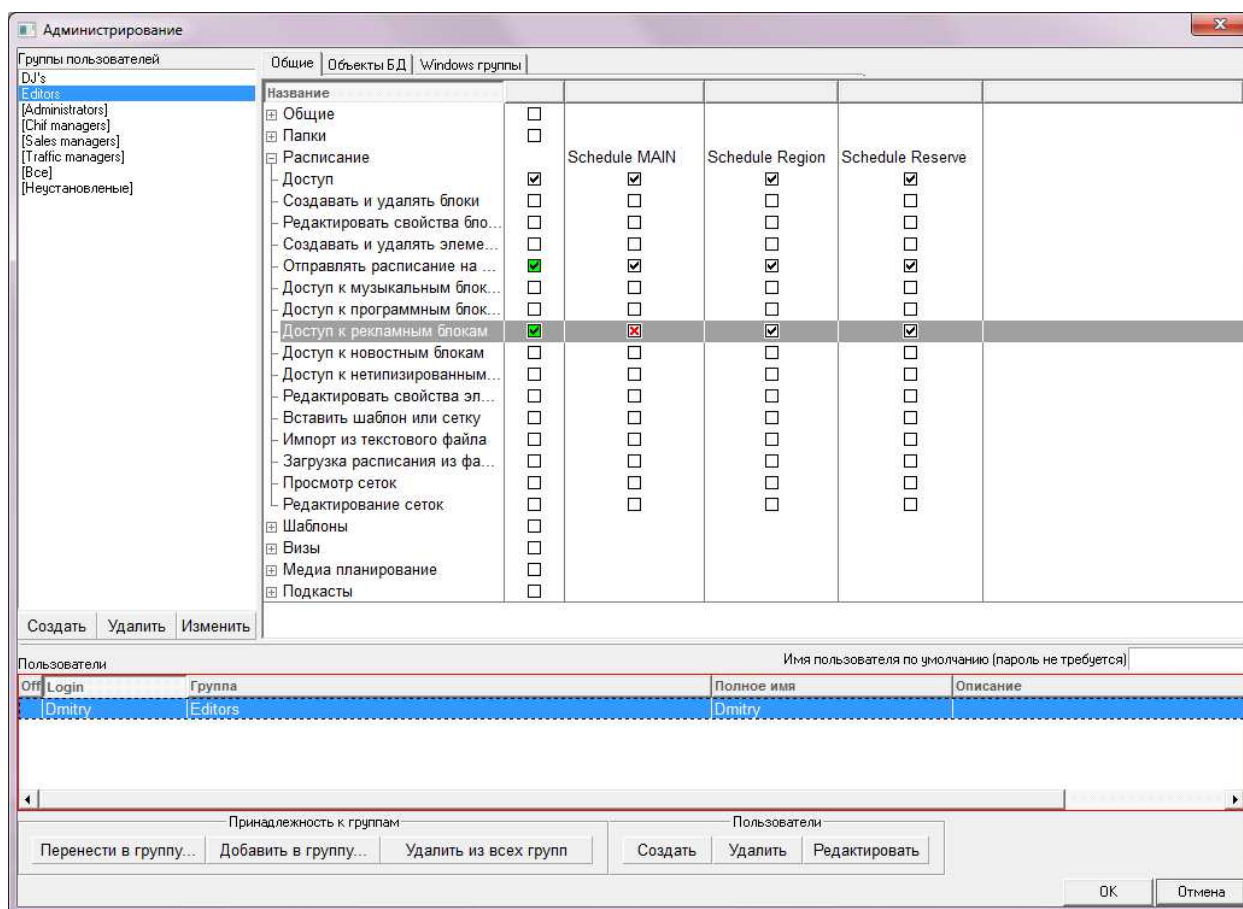 Администрирование
Группы пользователей
DJ's
Editors
[Administrators]
[Chif managers]
[Sales managers]
[Traffic managers]
[Все]
[Неустановленые]
Создать Удалить Изменить
Общие Объекты БД Windows группы
Название
Общие
Папки
Расписание Schedule MAIN Schedule Region Schedule Reserve
Доступ
Создавать и удалять блоки
Редактировать свойства бло...
Создавать и удалять элеме...
Отправлять расписание на ...
Доступ к музыкальным блок...
Доступ к программным блок...
Доступ к рекламным блокам
Доступ к новостным блокам
Доступ к нетипизированным...
Редактировать свойства эл...
Вставить шаблон или сетку
Импорт из текстового файла
Загрузка расписания из фа...
Просмотр сеток
Редактирование сеток
Шаблоны
Визы
Медиа планирование
Подкасты
Имя пользователя по умолчанию (пароль не требуется)
Пользователи
Off Login Группа Полное имя Описание
Dmitry Editors Dmitry
Принадлежность к группам Пользователи
Перенести в группу... Добавить в группу... Удалить из всех групп Создать Удалить Редактировать
OK Отмена